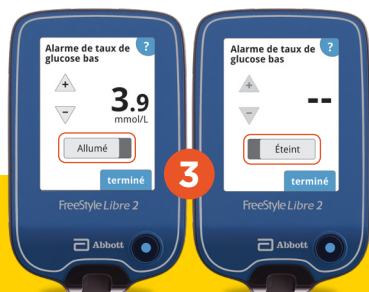 Alarme de taux de
glucose bas
?
3.9
mmol/L
Allumé
terminé
FreeStyle Libre 2
Abbott
3
Alarme de taux de
glucose bas
?
--
Éteint
terminé
FreeStyle Libre 2
Abbott